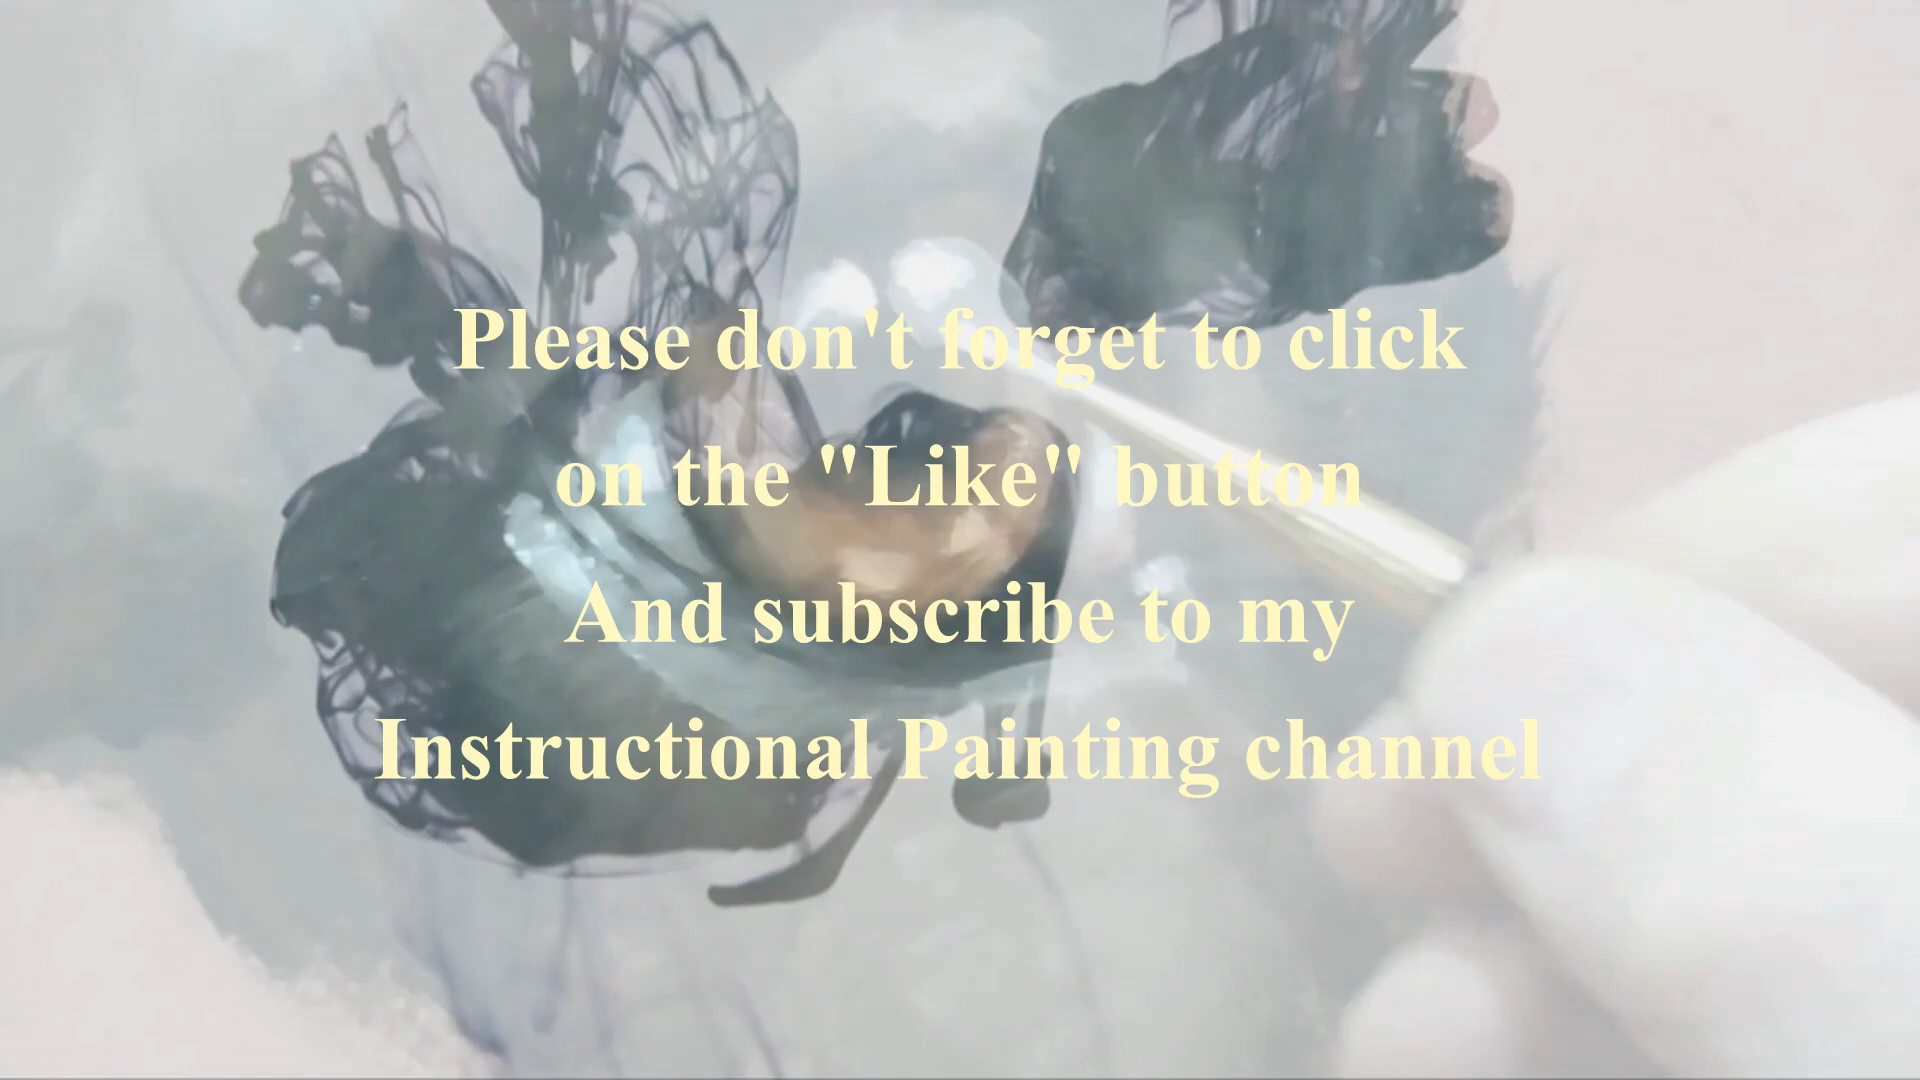 Please don't forget to click
on the "Like" button
And subscribe to my
Instructional Painting channel